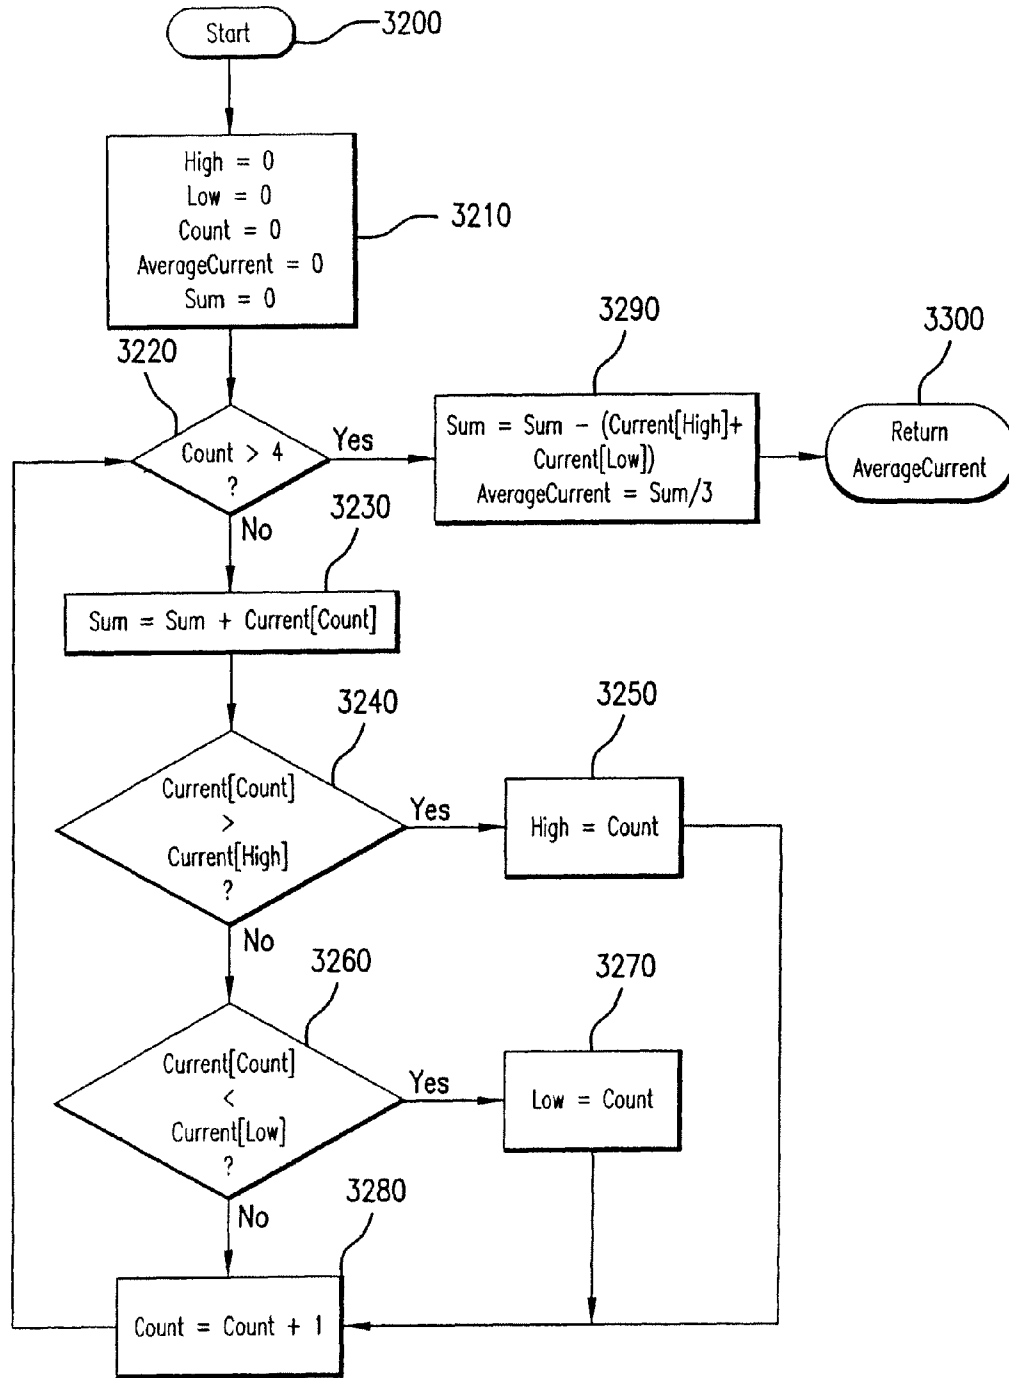 Start
3200
High = 0
Low = 0
Count = 0
AverageCurrent = 0
Sum = 0
3210
3220
Count > 4
?
Yes
No
3290
Sum = Sum - (Current[High]+
Current[Low])
AverageCurrent = Sum/3
3300
Return
AverageCurrent
3230
Sum = Sum + Current[Count]
3240
Current[Count]
>
Current[High]
?
Yes
No
3250
High = Count
3260
Current[Count]
<
Current[Low]
?
Yes
No
3270
Low = Count
3280
Count = Count + 1